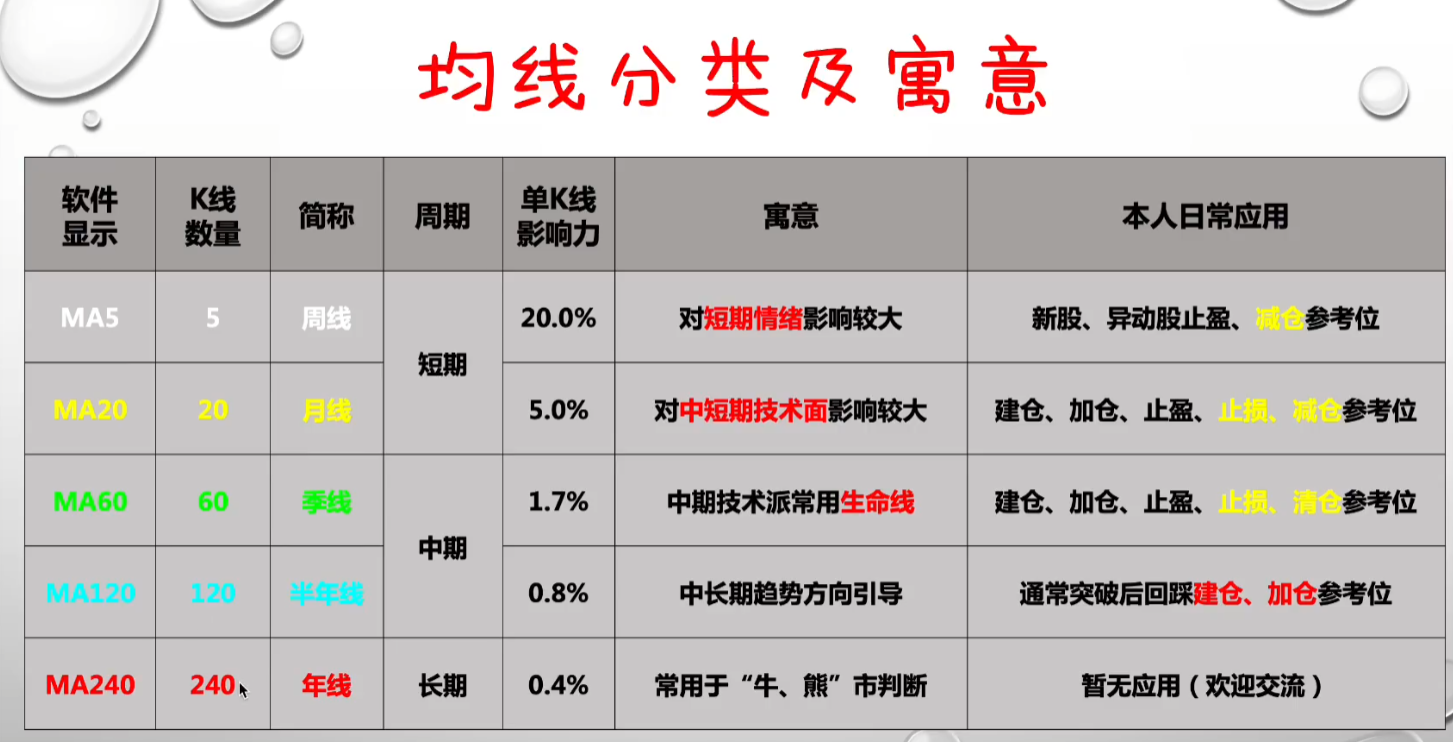 均线分类及寓意
软件显示 K线数量 简称 周期 单K线影响力 寓意 本人日常应用
MA5 5 周线 短期 20.0% 对短期情绪影响较大 新股、异动股止盈、减仓参考位
MA20 20 月线 5.0% 对中短期技术面影响较大 建仓、加仓、止盈、止损、减仓参考位
MA60 60 季线 中期 1.7% 中期技术派常用生命线 建仓、加仓、止盈、止损、清仓参考位
MA120 120 半年线 0.8% 中长期趋势方向引导 通常突破后回踩建仓、加仓参考位
MA240 240 年线 长期 0.4% 常用于“牛、熊”市判断 暂无应用（欢迎交流）